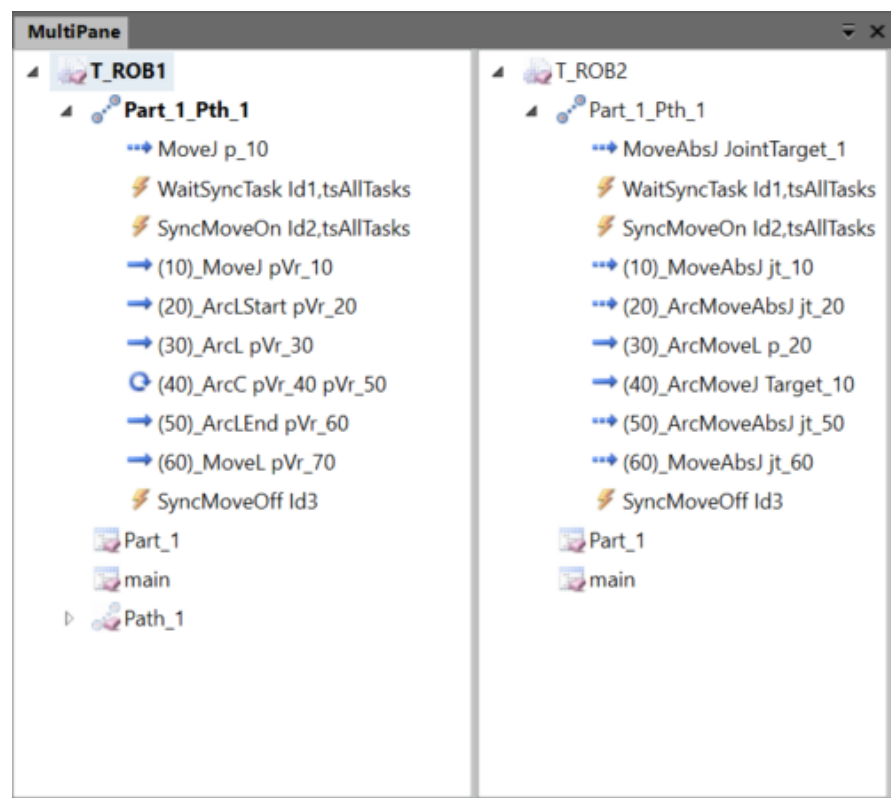 MultiPane
T_ROB1
Part_1_Pth_1
MoveJ p_10
WaitSyncTask Id1,tsAllTasks
SyncMoveOn Id2,tsAllTasks
(10)_MoveJ pVr_10
(20)_ArcLStart pVr_20
(30)_ArcL pVr_30
(40)_ArcC pVr_40 pVr_50
(50)_ArcLEnd pVr_60
(60)_MoveL pVr_70
SyncMoveOff Id3
Part_1
main
Path_1
T_ROB2
Part_1_Pth_1
MoveAbsJ JointTarget_1
WaitSyncTask Id1,tsAllTasks
SyncMoveOn Id2,tsAllTasks
(10)_MoveAbsJ jt_10
(20)_ArcMoveAbsJ jt_20
(30)_ArcMoveL p_20
(40)_ArcMoveJ Target_10
(50)_ArcMoveAbsJ jt_50
(60)_MoveAbsJ jt_60
SyncMoveOff Id3
Part_1
main